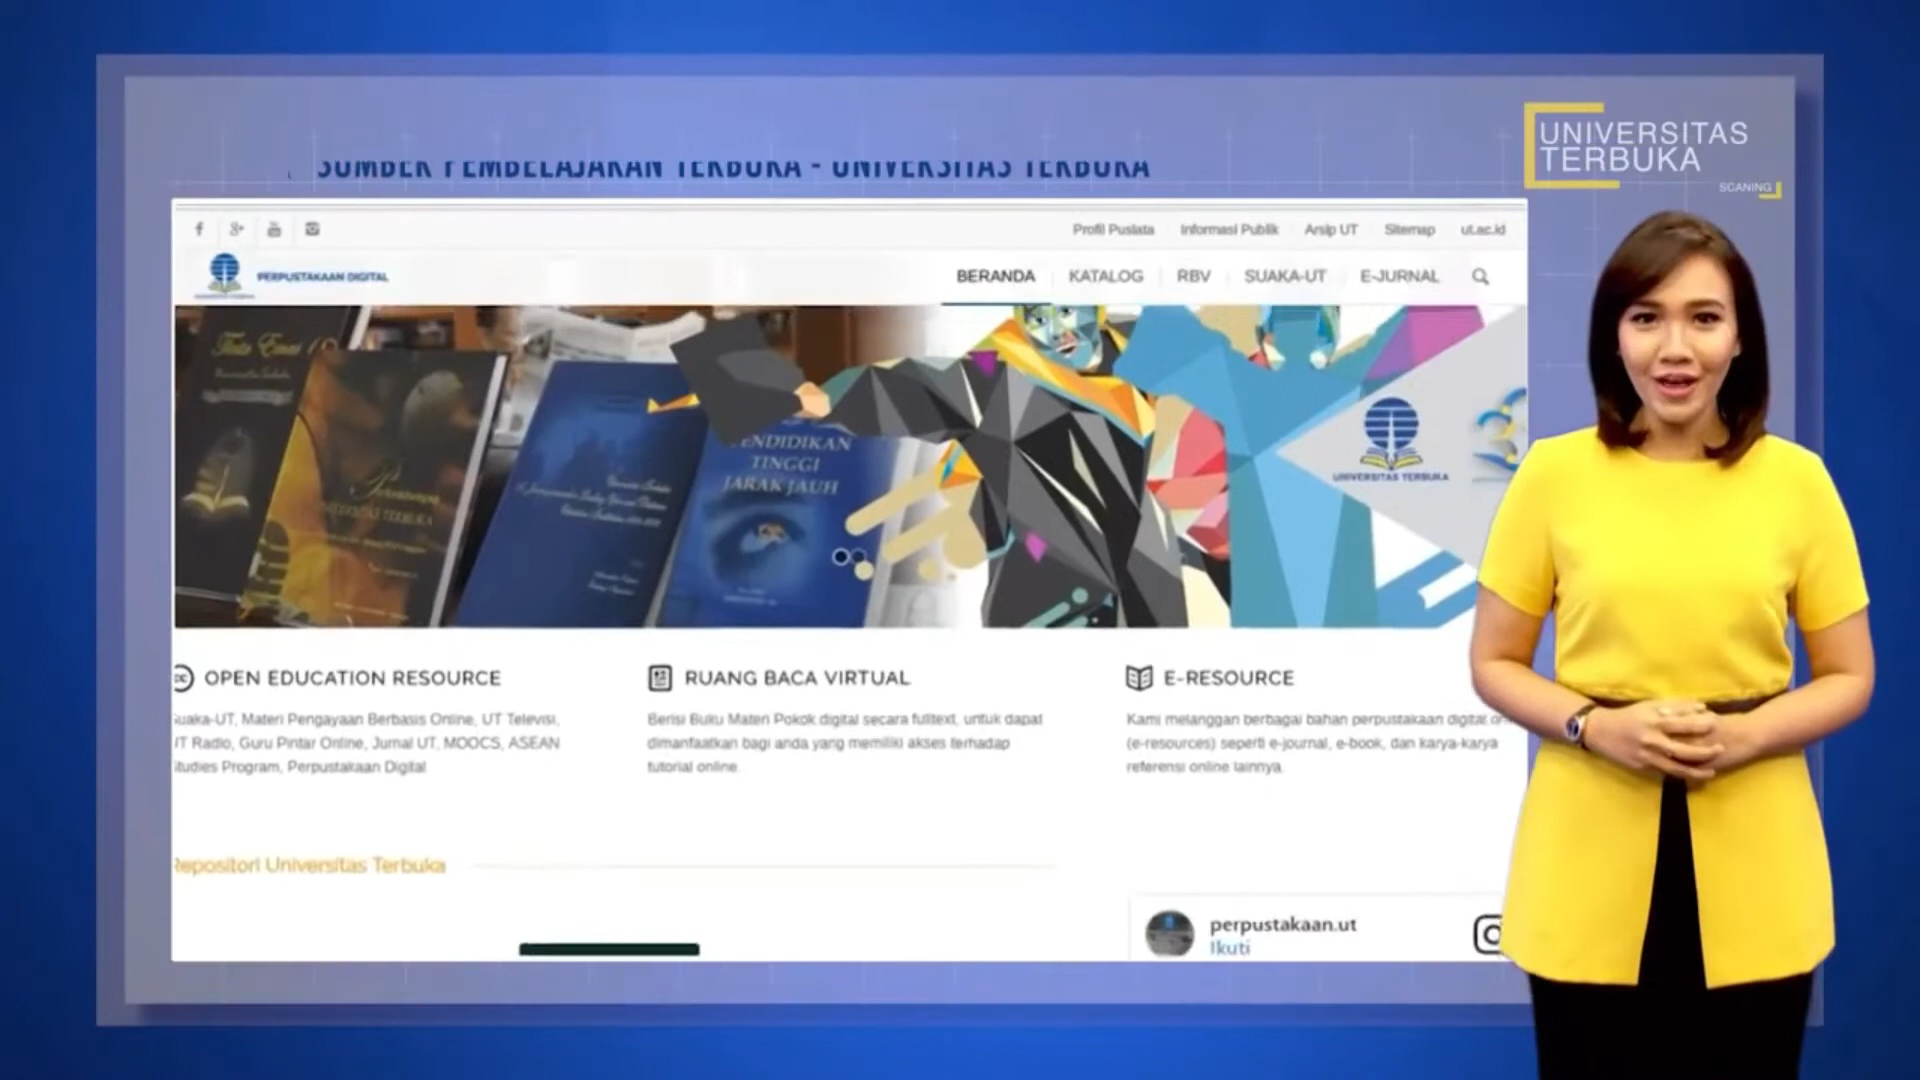 UNIVERSITAS
TERBUKA
SCANING
SUMBER PEMBELAJARAN TERBUKA - UNIVERSITAS TERBUKA
Profil Puslata
Informasi Publik
Arsip UT
Sitemap
ut.ac.id
PERPUSTAKAAN DIGITAL
BERANDA
KATALOG
RBV
SUAKA-UT
E-JURNAL
Tinta Emas
UNIVERSITAS TERBUKA
PENDIDIKAN
TINGGI
JARAK JAUH
UNIVERSITAS TERBUKA
OPEN EDUCATION RESOURCE
Suaka-UT, Materi Pengayaan Berbasis Online, UT Televisi,
UT Radio, Guru Pintar Online, Jurnal UT, MOOCS, ASEAN
Studies Program, Perpustakaan Digital
RUANG BACA VIRTUAL
Berisi Buku Materi Pokok digital secara fulltext, untuk dapat
dimanfaatkan bagi anda yang memiliki akses terhadap
tutorial online.
E-RESOURCE
Kami melanggan berbagai bahan perpustakaan digital
(e-resources) seperti e-journal, e-book, dan karya-karya
referensi online lainnya.
Repositori Universitas Terbuka
perpustakaan.ut
Ikuti